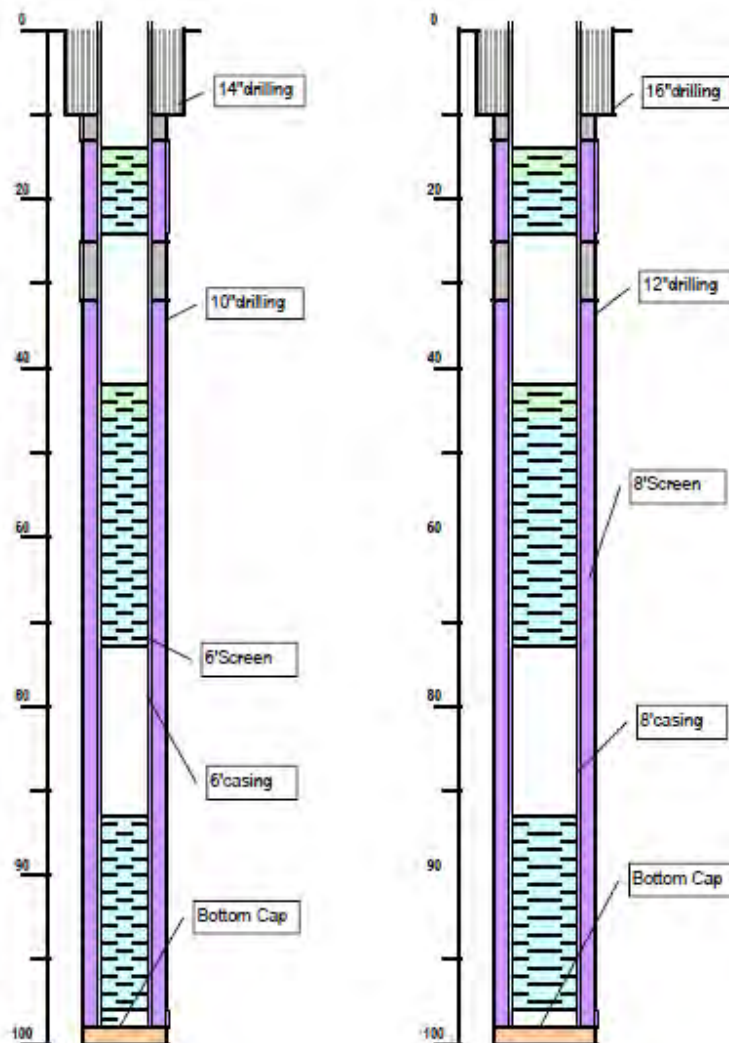 0
14"drilling
20
10"drilling
40
60
6'Screen
80
6'casing
90
Bottom Cap
100
0
16"drilling
20
12"drilling
40
8'Screen
60
80
8'casing
90
Bottom Cap
100